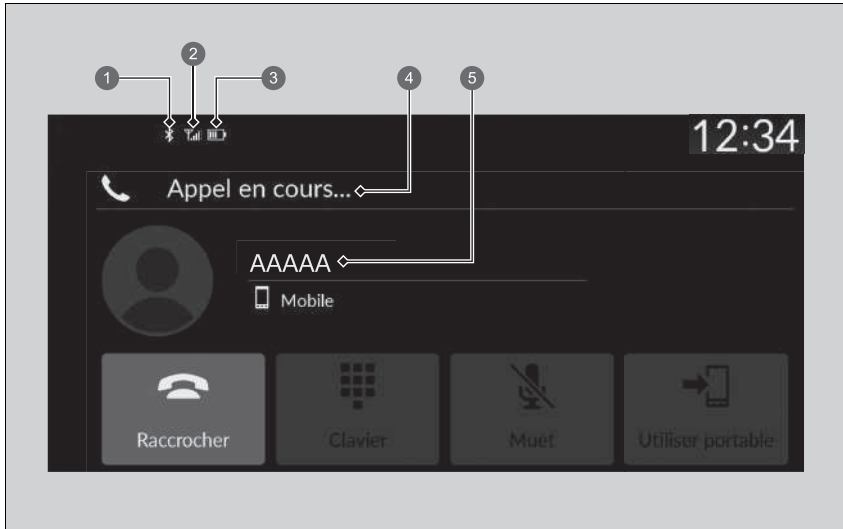 1
2
3
4
5
12:34
Appel en cours...
AAAAA
Mobile
Raccrocher
Clavier
Muet
Utiliser portable